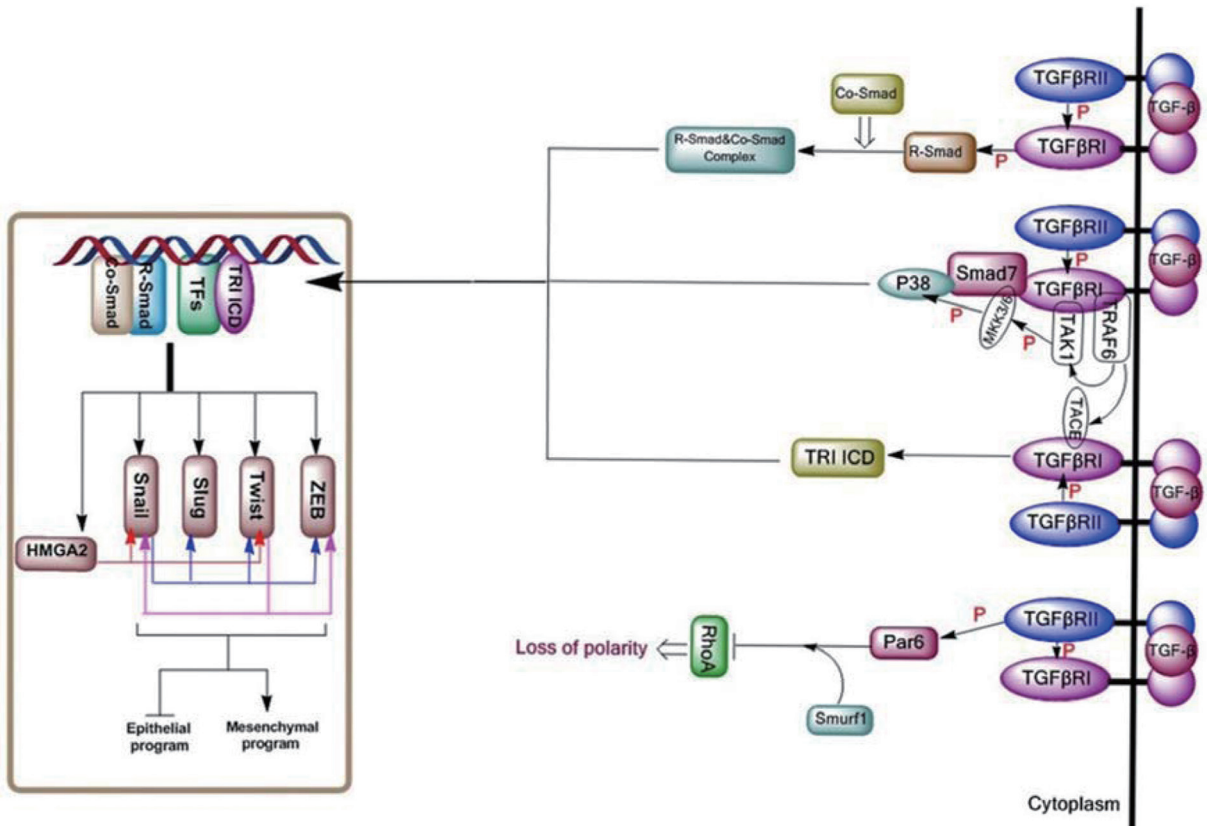 TGFβRII
TGF-β
P
TGFβRI
Co-Smad
R-Smad
P
R-Smad&Co-Smad
Complex
TGFβRII
TGF-β
P
TGFβRI
Smad7
P38
MKK3/6
P
P
TAK1
TRAF6
TACE
TGFβRI
TRI ICD
TGF-β
P
TGFβRII
TGFβRII
P
Par6
TGF-β
P
TGFβRI
RhoA
Loss of polarity
Smurf1
Cytoplasm
Co-Smad
R-Smad
TFs
TRI ICD
Snail
Slug
Twist
ZEB
HMGA2
Epithelial
program
Mesenchymal
program